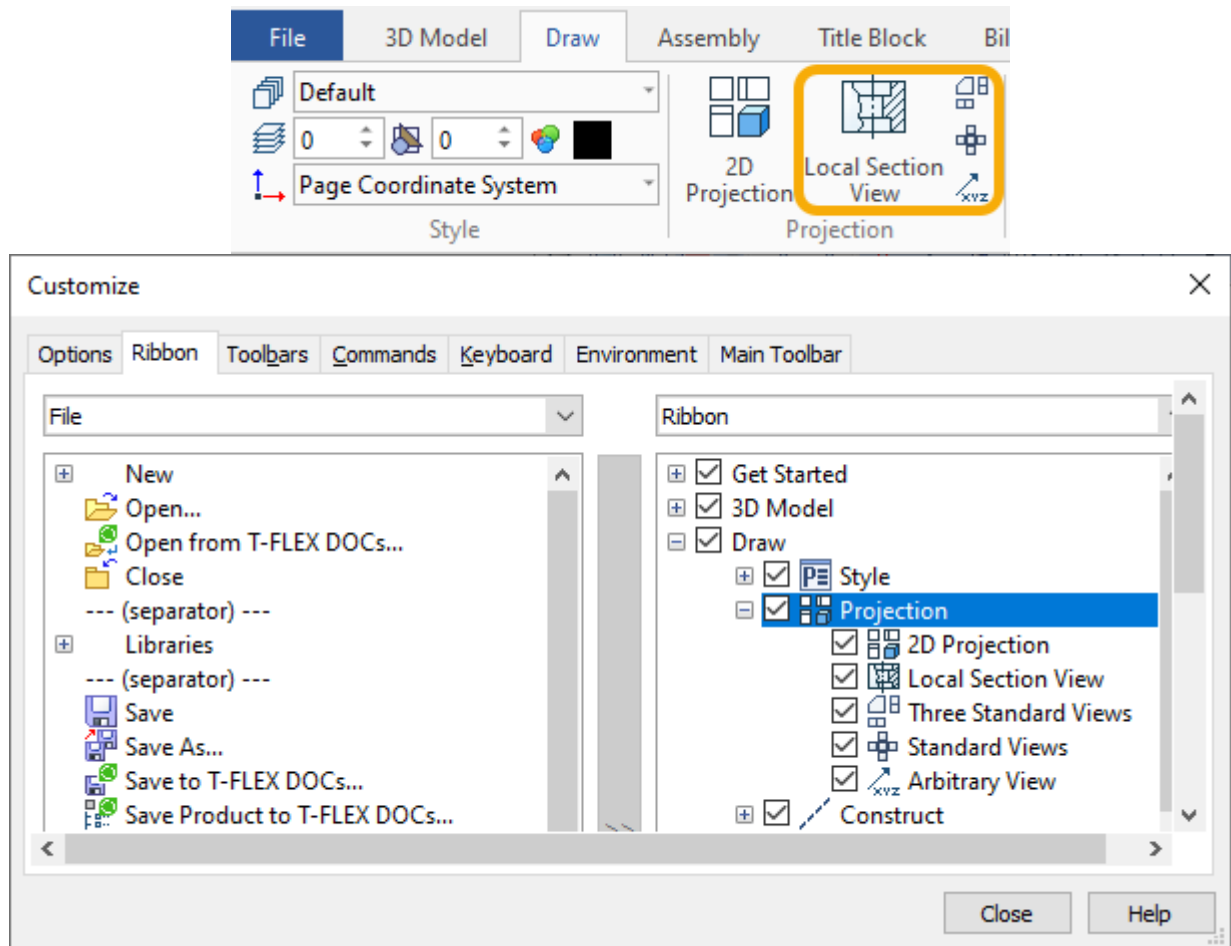 File 3D Model Draw Assembly Title Block Bil
Default
0 0
Page Coordinate System
Style
2D
Projection
Local Section
View
xyz
Projection
Customize
Options Ribbon Toolbars Commands Keyboard Environment Main Toolbar
File
New
Open...
Open from T-FLEX DOCs...
Close
--- (separator) ---
Libraries
--- (separator) ---
Save
Save As...
Save to T-FLEX DOCs...
Save Product to T-FLEX DOCs...
>>
Ribbon
Get Started
3D Model
Draw
Style
Projection
2D Projection
Local Section View
Three Standard Views
Standard Views
xyz Arbitrary View
Construct
Close Help